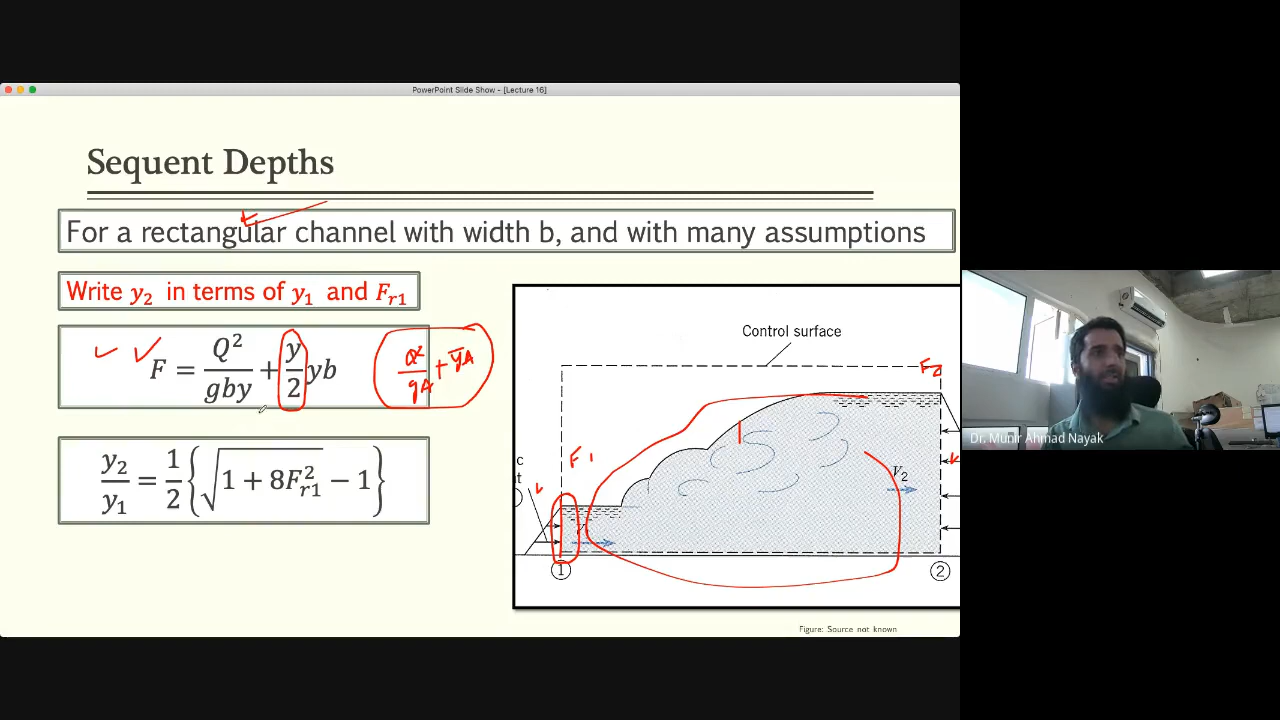 PowerPoint Slide Show - [Lecture 16]
Sequent Depths
For a rectangular channel with width b, and with many assumptions
Write y₂ in terms of y₁ and F_r1
F = Q²/gby + y/2 yb
Q²/gA + ȳA
y₂/y₁ = 1/2 {√(1 + 8F²_r1) − 1}
Control surface
F2
F1
c
t
V₂
1
2
Figure: Source not known
Dr. Munir Ahmad Nayak